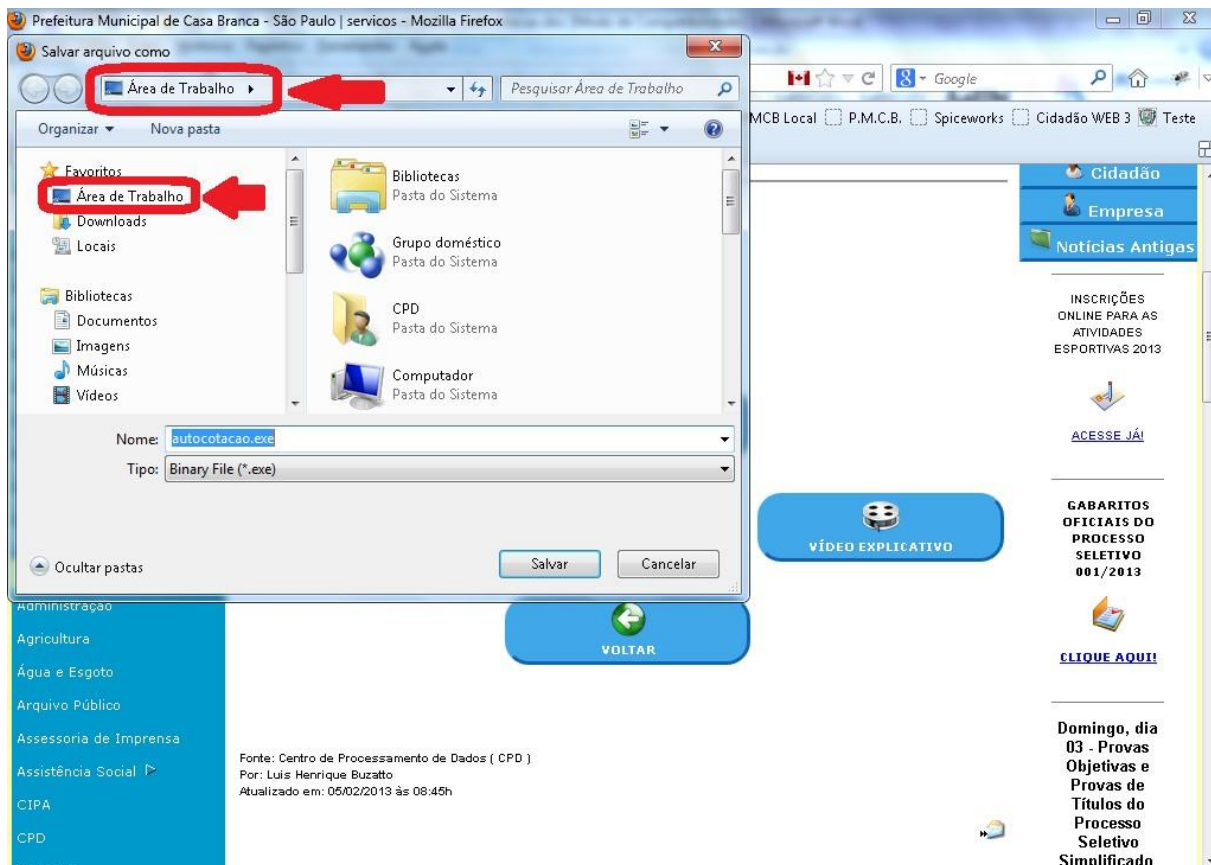 Prefeitura Municipal de Casa Branca - São Paulo | servicos - Mozilla Firefox
Salvar arquivo como
Área de Trabalho
Pesquisar Área de Trabalho
Google
Organizar
Nova pasta
MCB Local
P.M.C.B.
Spiceworks
Cidadão WEB 3
Teste
Favoritos
Área de Trabalho
Downloads
Locais
Bibliotecas
Documentos
Imagens
Músicas
Vídeos
Bibliotecas
Pasta do Sistema
Grupo doméstico
Pasta do Sistema
CPD
Pasta do Sistema
Computador
Pasta do Sistema
Nome: autocotacao.exe
Tipo: Binary File (*.exe)
Ocultar pastas
Salvar
Cancelar
Cidadão
Empresa
Notícias Antigas
INSCRIÇÕES
ONLINE PARA AS
ATIVIDADES
ESPORTIVAS 2013
ACESSE JÁ!
GABARITOS
OFICIAIS DO
PROCESSO
SELETIVO
001/2013
CLIQUE AQUI!
Domingo, dia
03 - Provas
Objetivas e
Provas de
Títulos do
Processo
Seletivo
Simplificado
VÍDEO EXPLICATIVO
VOLTAR
Administração
Agricultura
Água e Esgoto
Arquivo Público
Assessoria de Imprensa
Assistência Social
CIPA
CPD
Fonte: Centro de Processamento de Dados ( CPD )
Por: Luis Henrique Buzatto
Atualizado em: 05/02/2013 às 08:45h